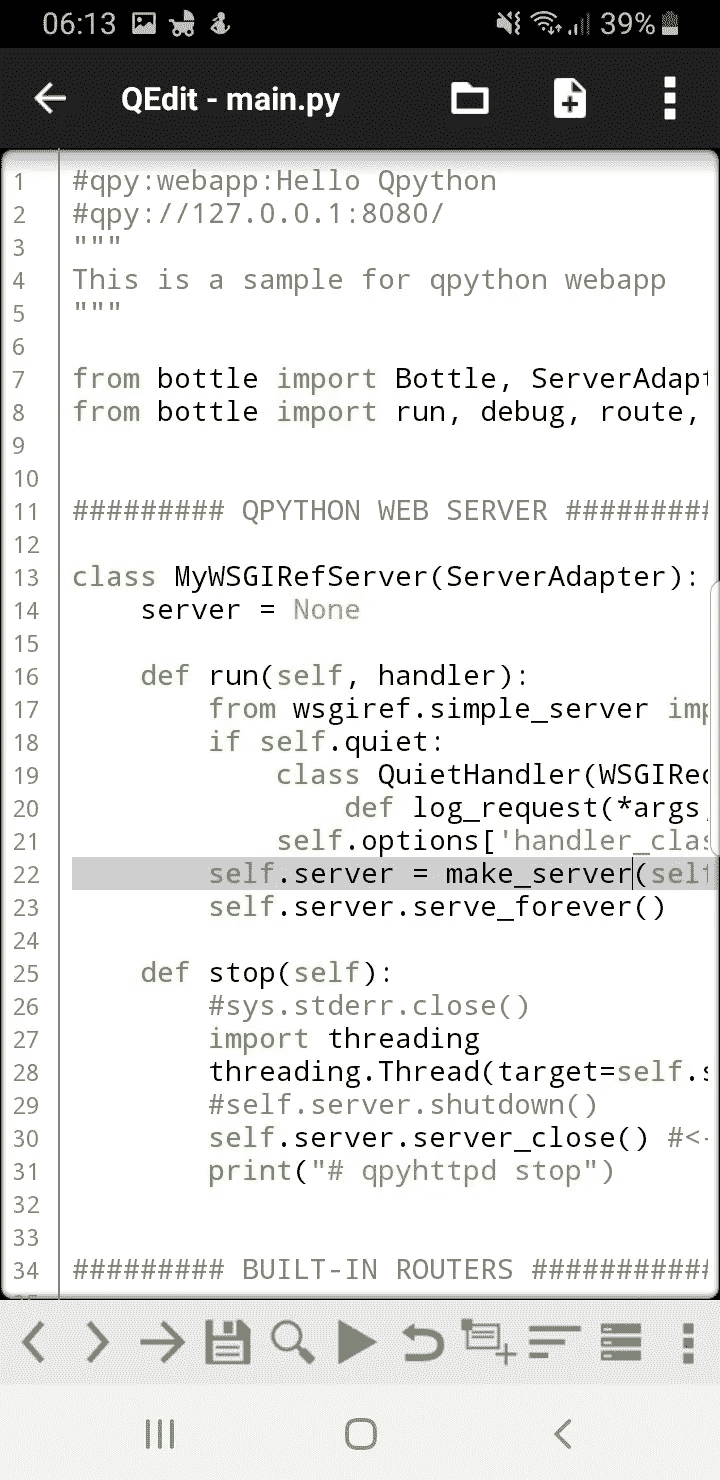 06:13 39%
QEdit - main.py
1 #qpy:webapp:Hello Qpython
2 #qpy://127.0.0.1:8080/
3 """
4 This is a sample for qpython webapp
5 """
6
7 from bottle import Bottle, ServerAdapt
8 from bottle import run, debug, route,
9
10
11 ######### QPYTHON WEB SERVER #########
12
13 class MyWSGIRefServer(ServerAdapter):
14     server = None
15
16     def run(self, handler):
17         from wsgiref.simple_server imp
18         if self.quiet:
19             class QuietHandler(WSGIReq
20                 def log_request(*args,
21             self.options['handler_clas
22         self.server = make_server(self
23         self.server.serve_forever()
24
25     def stop(self):
26         #sys.stderr.close()
27         import threading
28         threading.Thread(target=self.s
29         #self.server.shutdown()
30         self.server.server_close() #<-
31         print("# qpyhttpd stop")
32
33
34 ######### BUILT-IN ROUTERS ###########